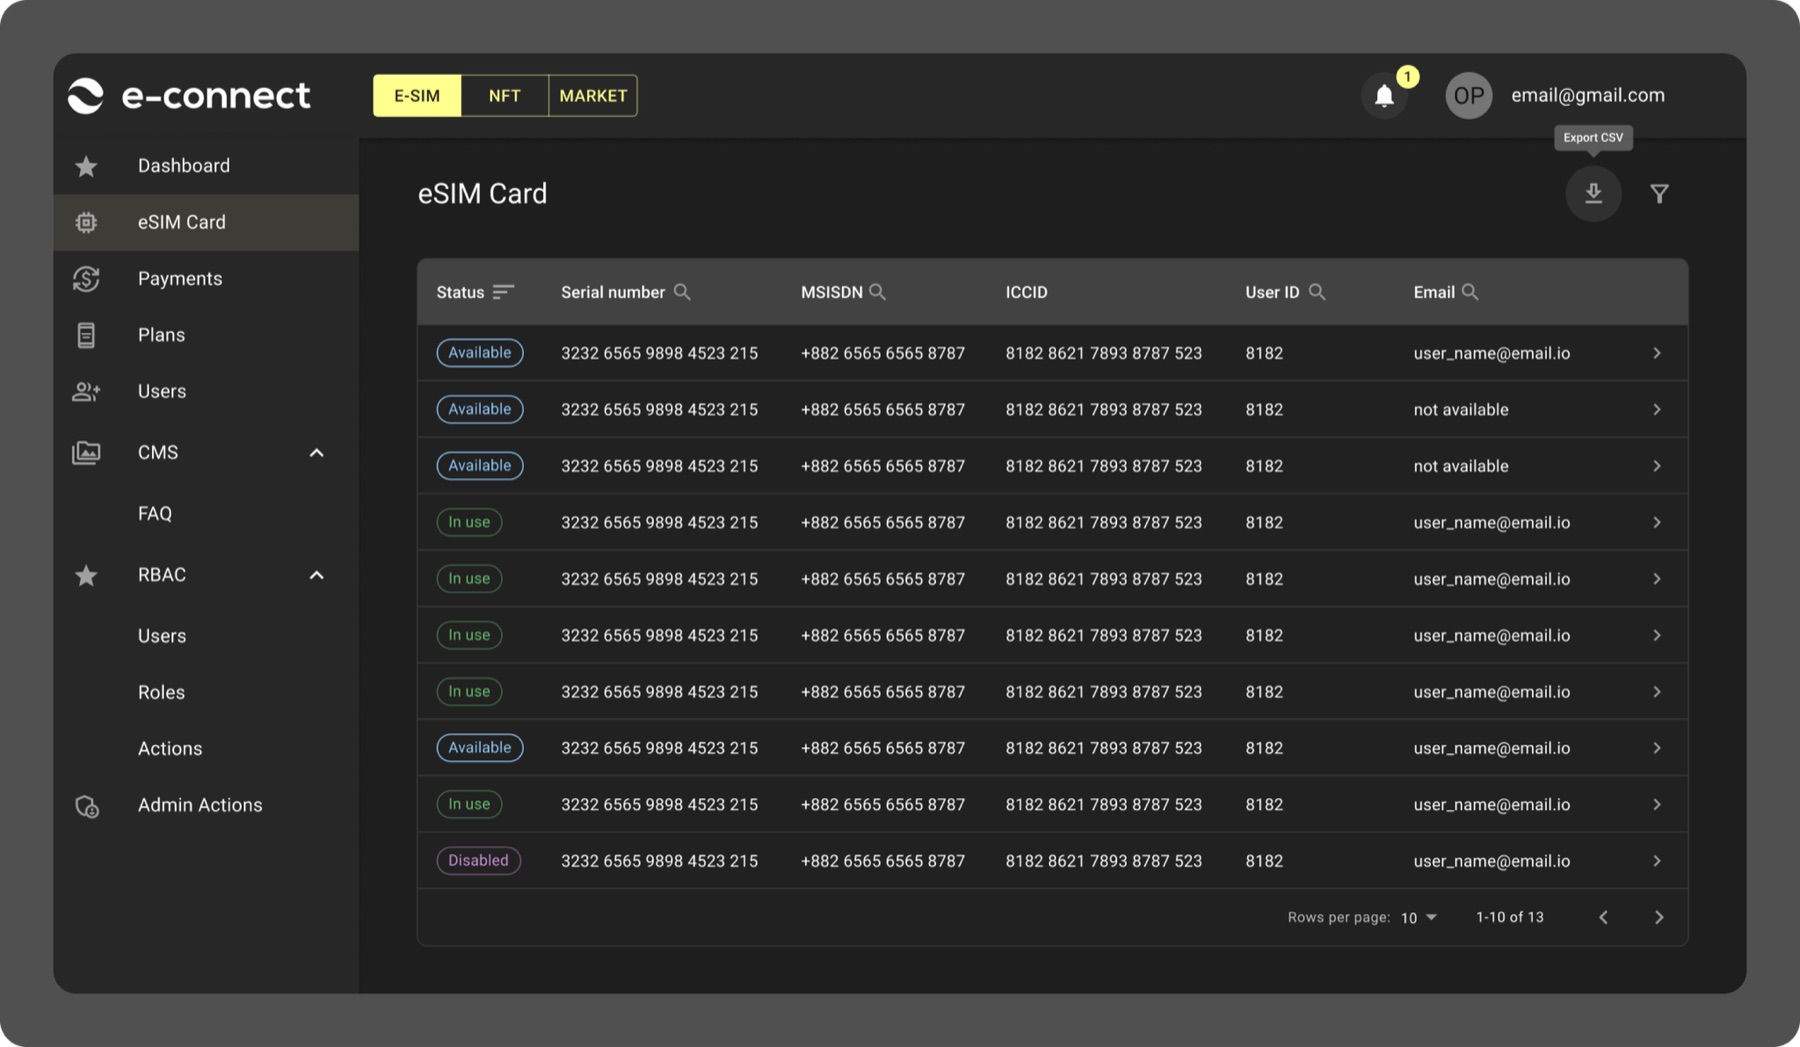 e-connect
E-SIM NFT MARKET
1
OP email@gmail.com
Export CSV
Dashboard
eSIM Card
Payments
Plans
Users
CMS
FAQ
RBAC
Users
Roles
Actions
Admin Actions
eSIM Card
Status Serial number MSISDN ICCID User ID Email
Available 3232 6565 9898 4523 215 +882 6565 6565 8787 8182 8621 7893 8787 523 8182 user_name@email.io
Available 3232 6565 9898 4523 215 +882 6565 6565 8787 8182 8621 7893 8787 523 8182 not available
Available 3232 6565 9898 4523 215 +882 6565 6565 8787 8182 8621 7893 8787 523 8182 not available
In use 3232 6565 9898 4523 215 +882 6565 6565 8787 8182 8621 7893 8787 523 8182 user_name@email.io
In use 3232 6565 9898 4523 215 +882 6565 6565 8787 8182 8621 7893 8787 523 8182 user_name@email.io
In use 3232 6565 9898 4523 215 +882 6565 6565 8787 8182 8621 7893 8787 523 8182 user_name@email.io
In use 3232 6565 9898 4523 215 +882 6565 6565 8787 8182 8621 7893 8787 523 8182 user_name@email.io
Available 3232 6565 9898 4523 215 +882 6565 6565 8787 8182 8621 7893 8787 523 8182 user_name@email.io
In use 3232 6565 9898 4523 215 +882 6565 6565 8787 8182 8621 7893 8787 523 8182 user_name@email.io
Disabled 3232 6565 9898 4523 215 +882 6565 6565 8787 8182 8621 7893 8787 523 8182 user_name@email.io
Rows per page: 10 1-10 of 13